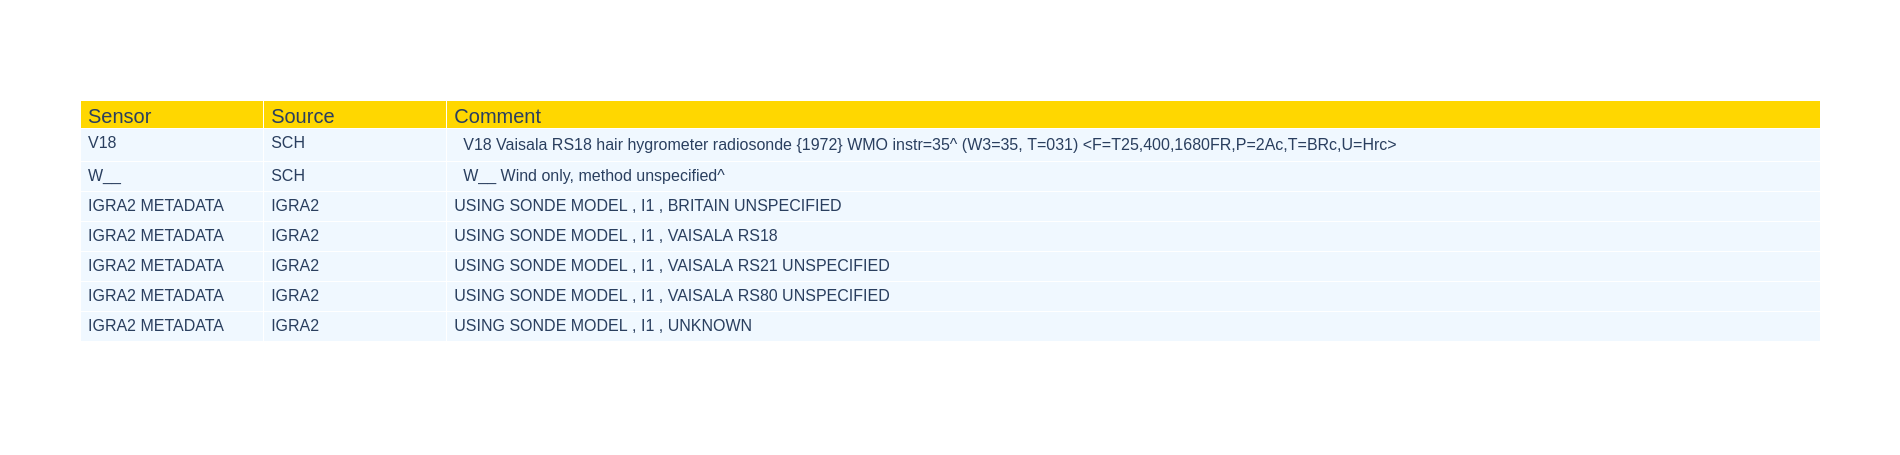 Sensor Source Comment
V18 SCH V18 Vaisala RS18 hair hygrometer radiosonde {1972} WMO instr=35^ (W3=35, T=031) <F=T25,400,1680FR,P=2Ac,T=BRc,U=Hrc>
W__ SCH W__ Wind only, method unspecified^
IGRA2 METADATA IGRA2 USING SONDE MODEL , I1 , BRITAIN UNSPECIFIED
IGRA2 METADATA IGRA2 USING SONDE MODEL , I1 , VAISALA RS18
IGRA2 METADATA IGRA2 USING SONDE MODEL , I1 , VAISALA RS21 UNSPECIFIED
IGRA2 METADATA IGRA2 USING SONDE MODEL , I1 , VAISALA RS80 UNSPECIFIED
IGRA2 METADATA IGRA2 USING SONDE MODEL , I1 , UNKNOWN